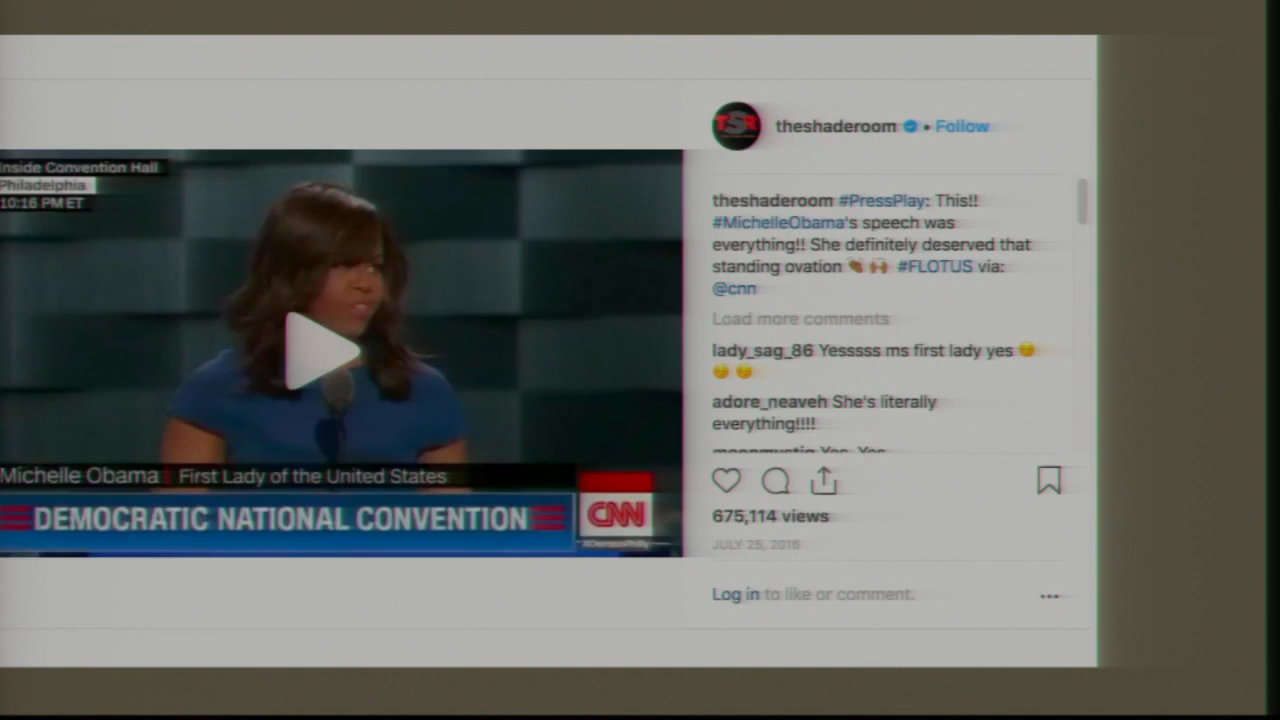 Inside Convention Hall
Philadelphia
10:16 PM ET
Michelle Obama First Lady of the United States
DEMOCRATIC NATIONAL CONVENTION
CNN
TSR
theshaderoom • Follow
theshaderoom #PressPlay: This!!
#MichelleObama's speech was
everything!! She definitely deserved that
standing ovation 👏🏾 🙌🏽 #FLOTUS via:
@cnn
Load more comments
lady_sag_86 Yesssss ms first lady yes 😁
😁 😁
adore_neaveh She's literally
everything!!!!
Yes, Yes
675,114 views
JULY 25, 2016
Log in to like or comment.